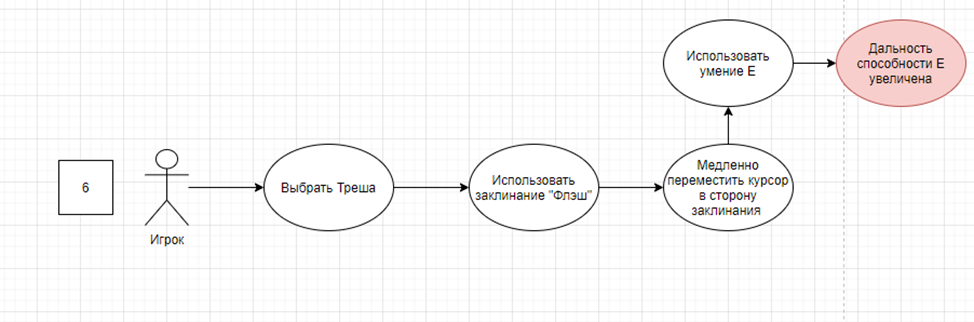 6
Игрок
Выбрать Треша
Использовать
заклинание "Флэш"
Медленно
переместить курсор
в сторону
заклинания
Использовать
умение Е
Дальность
способности Е
увеличена